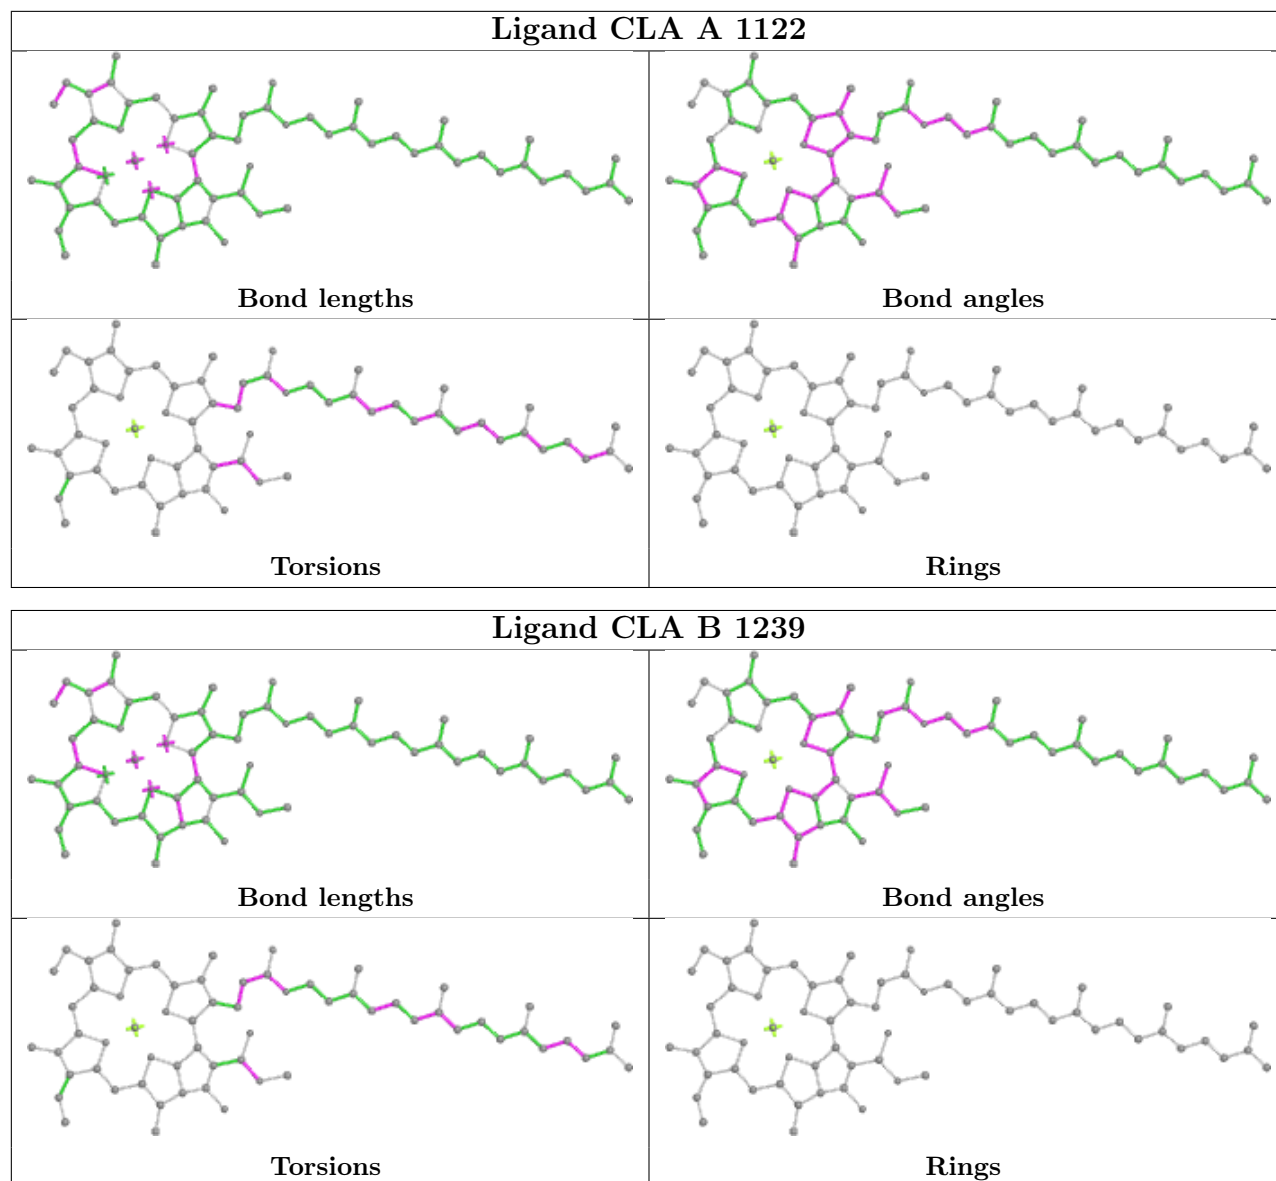 Ligand CLA A 1122
Bond lengths
Bond angles
Torsions
Rings
Ligand CLA B 1239
Bond lengths
Bond angles
Torsions
Rings